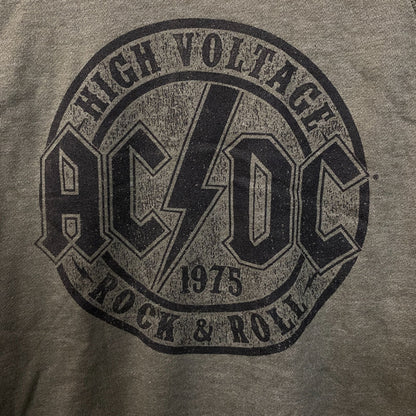 HIGH VOLTAGE
AC/DC
1975
ROCK & ROLL